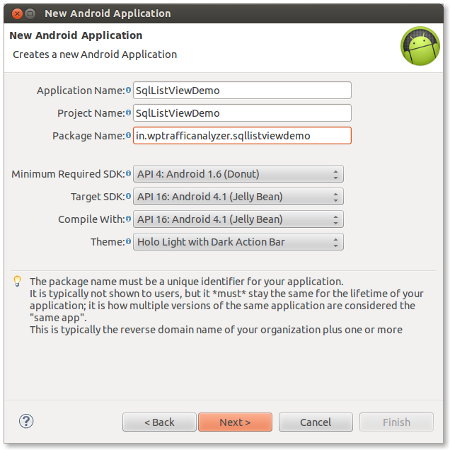 New Android Application
New Android Application
Creates a new Android Application
Application Name: SqlListViewDemo
Project Name: SqlListViewDemo
Package Name: in.wptrafficanalyzer.sqllistviewdemo
Minimum Required SDK: API 4: Android 1.6 (Donut)
Target SDK: API 16: Android 4.1 (Jelly Bean)
Compile With: API 16: Android 4.1 (Jelly Bean)
Theme: Holo Light with Dark Action Bar
The package name must be a unique identifier for your application.
It is typically not shown to users, but it *must* stay the same for the lifetime of your
application; it is how multiple versions of the same application are considered the
"same app".
This is typically the reverse domain name of your organization plus one or more
? < Back Next > Cancel Finish